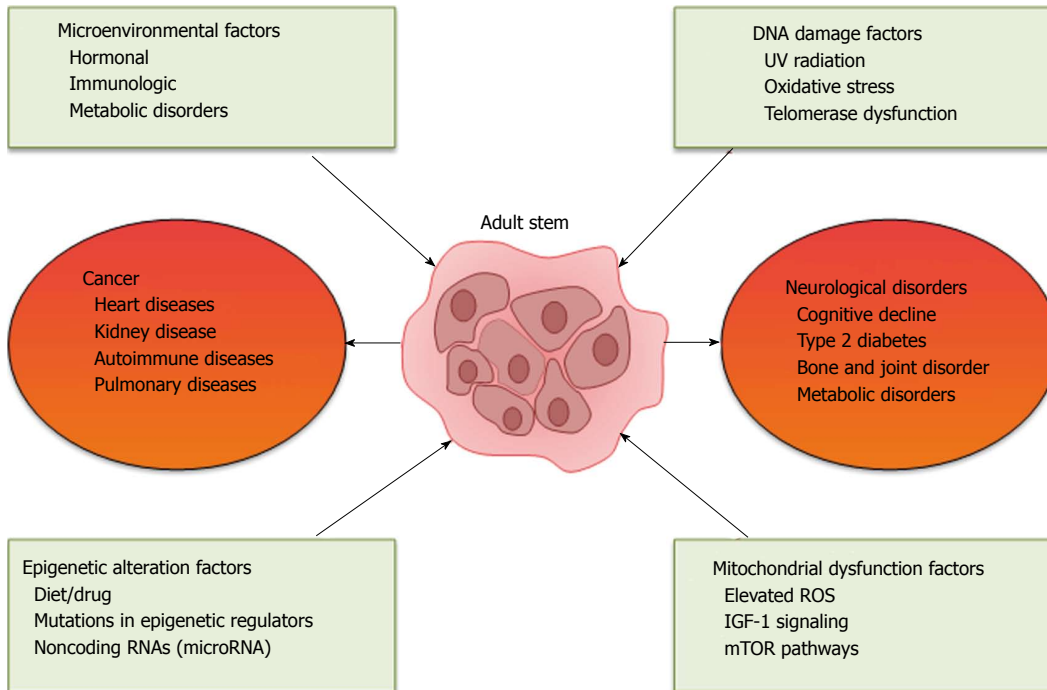 Microenvironmental factors
Hormonal
Immunologic
Metabolic disorders
DNA damage factors
UV radiation
Oxidative stress
Telomerase dysfunction
Adult stem
Cancer
Heart diseases
Kidney disease
Autoimmune diseases
Pulmonary diseases
Neurological disorders
Cognitive decline
Type 2 diabetes
Bone and joint disorder
Metabolic disorders
Epigenetic alteration factors
Diet/drug
Mutations in epigenetic regulators
Noncoding RNAs (microRNA)
Mitochondrial dysfunction factors
Elevated ROS
IGF-1 signaling
mTOR pathways